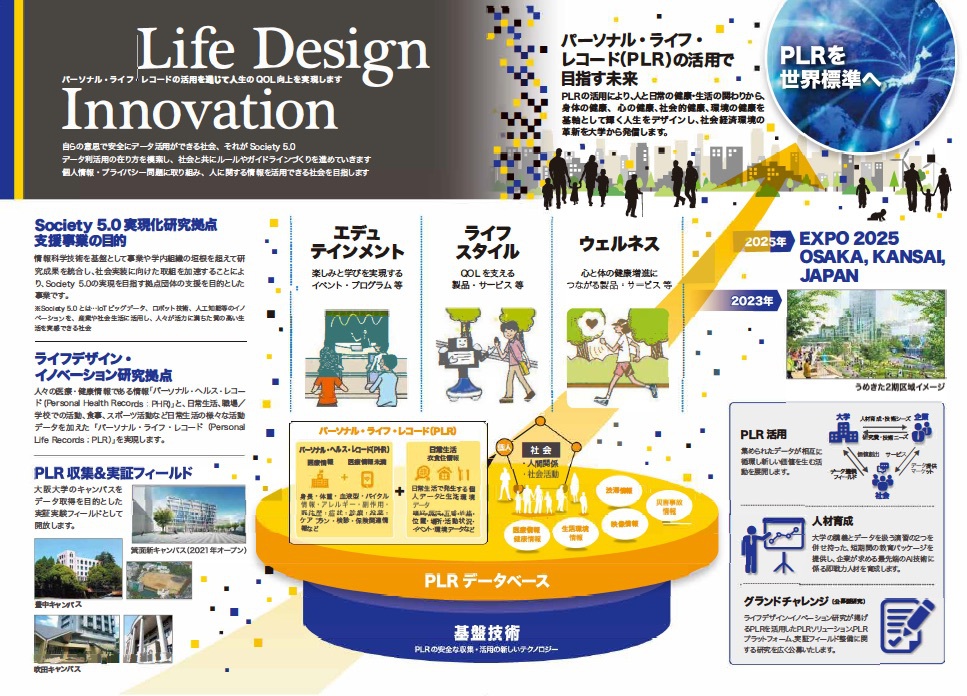 Life Design
パーソナル・ライフ・レコードの活用を通じて人生のQOL向上を実現します
Innovation
自らの意思で安全にデータ活用ができる社会、それがSociety 5.0
データ利活用の在り方を模索し、社会と共にルールやガイドラインづくりを進めていきます
個人情報・プライバシー問題に取り組み、人に関する情報を活用できる社会を目指します
パーソナル・ライフ・
レコード(PLR)の活用で
目指す未来
PLRの活用により、人と日常の健康・生活の関わりから、
身体の健康、心の健康、社会的健康、環境の健康を
基軸として輝く人生をデザインし、社会経済環境の
革新を大学から発信します。
PLRを
世界標準へ
Society 5.0 実現化研究拠点
支援事業の目的
情報科学技術を基盤として事業や学内組織の垣根を超えて研
究成果を統合し、社会実装に向けた取組を加速することによ
り、Society 5.0の実現を目指す拠点団体の支援を目的とした
事業です。
※Society 5.0 とは…IoT ビッグデータ、ロボット技術、人工知能等のイノ
ベーションを、産業や社会生活に活用し、人々が活力に満ちた質の高い生
活を実感できる社会
ライフデザイン・
イノベーション研究拠点
人々の医療・健康情報である情報「パーソナル・ヘルス・レコー
ド(Personal Health Records : PHR)」と、日常生活、職場／
学校での活動、食事、スポーツ活動など日常生活の様々な活動
データを加えた「パーソナル・ライフ・レコード (Personal
Life Records : PLR)」を実現します。
PLR 収集&実証フィールド
大阪大学のキャンパスを
データ取得を目的とした
実証実験フィールドとして
開放します。
箕面新キャンパス(2021年オープン)
豊中キャンパス
吹田キャンパス
エデュ
テインメント
楽しみと学びを実現する
イベント・プログラム 等
ライフ
スタイル
QOLを支える
製品・サービス 等
ウェルネス
心と体の健康増進に
つながる製品・サービス 等
2025年
EXPO 2025
OSAKA, KANSAI,
JAPAN
2023年
うめきた2期区域イメージ
パーソナル・ライフ・レコード(PLR)
パーソナル・ヘルス・レコード(PHR)
医療情報
医療情報未満
+
身長・体重・血液型・バイタル
情報・アレルギー・副作用・
ケアプラン・検診・保険関連情
報など
+
日常生活
衣食住情報
日常生活で発生する個
人データと生活環境
データ
位置・場所・活動状況・
イベント・環境データなど
個人
社会
・人間関係
・社会活動
医療情報
健康情報
生活環境
情報
映像情報
災害事故
情報
PLR データベース
基盤技術
PLRの安全な収集・活用の新しいテクノロジー
PLR 活用
集められたデータが相互に
循環し新しい価値を生む活
動を展開します。
大学
人材育成・技術シーズ
企業
研究費・技術ニーズ
価値創出
サービス
データ提供
フィールド
データ提供
マーケット
社会
人材育成
大学の講義とデータを扱う演習の2つを
併せ持った、短期間の教育パッケージを
提供し、企業が求める最先端のAI技術に
係る即戦力人材を育成します。
グランドチャレンジ (公募型研究)
ライフデザイン・イノベーション研究が掲げ
るPLRを活用したPLRソリューションPLR
プラットフォーム、実証フィールド整備に関
する研究を広く公募いたします。